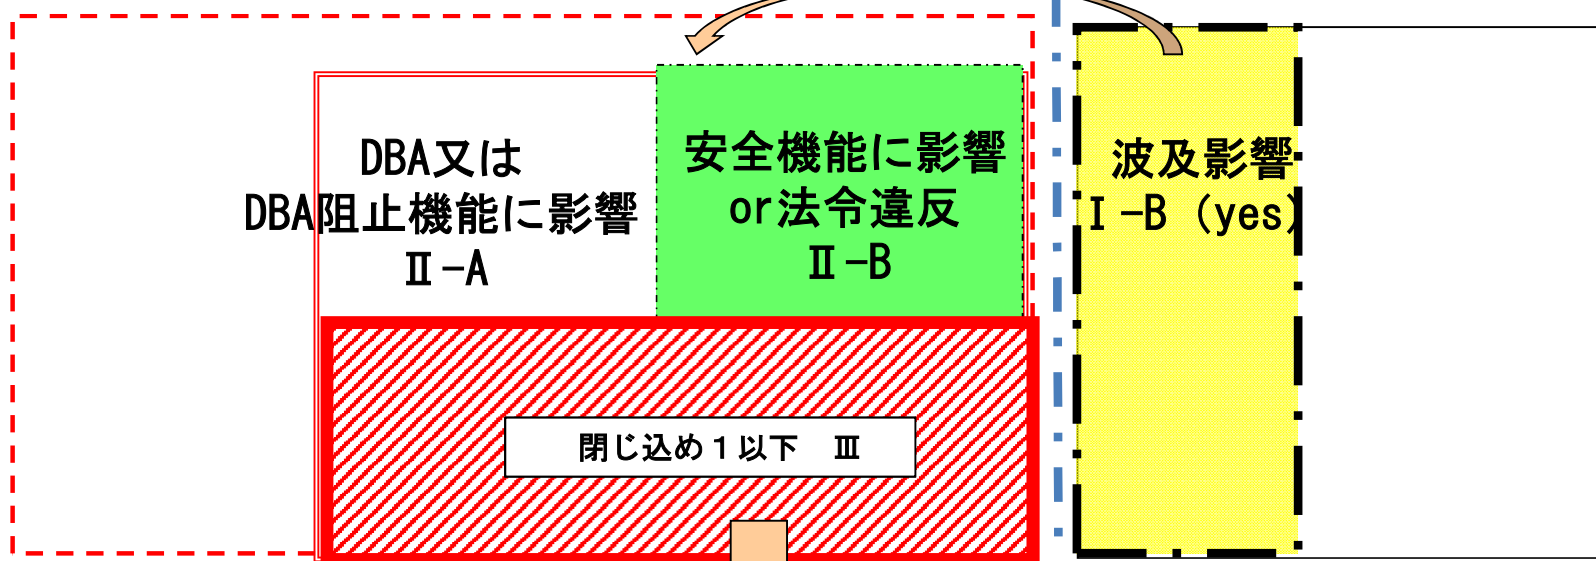 DBA又は
DBA阻止機能に影響
Ⅱ-A
安全機能に影響
or法令違反
Ⅱ-B
波及影響
Ⅰ-B (yes)
閉じ込め１以下　Ⅲ